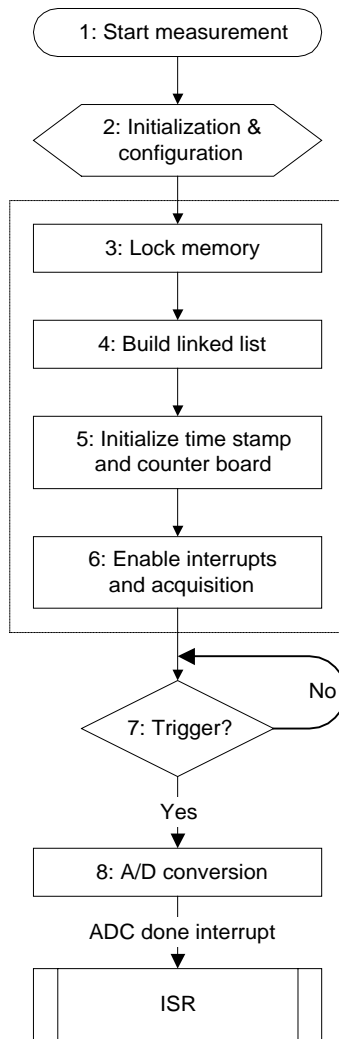 1: Start measurement
2: Initialization &
configuration
3: Lock memory
4: Build linked list
5: Initialize time stamp
and counter board
6: Enable interrupts
and acquisition
No
7: Trigger?
Yes
8: A/D conversion
ADC done interrupt
ISR